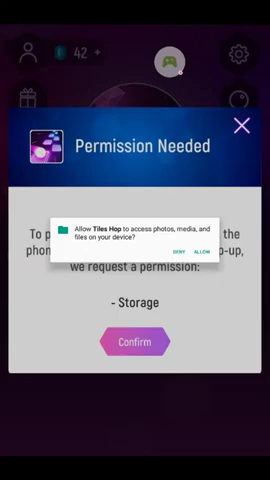 42 +
Permission Needed
To p the
Allow Tiles Hop to access photos, media, and
files on your device?
phon p-up,
DENY ALLOW
we request a permission:
- Storage
Confirm